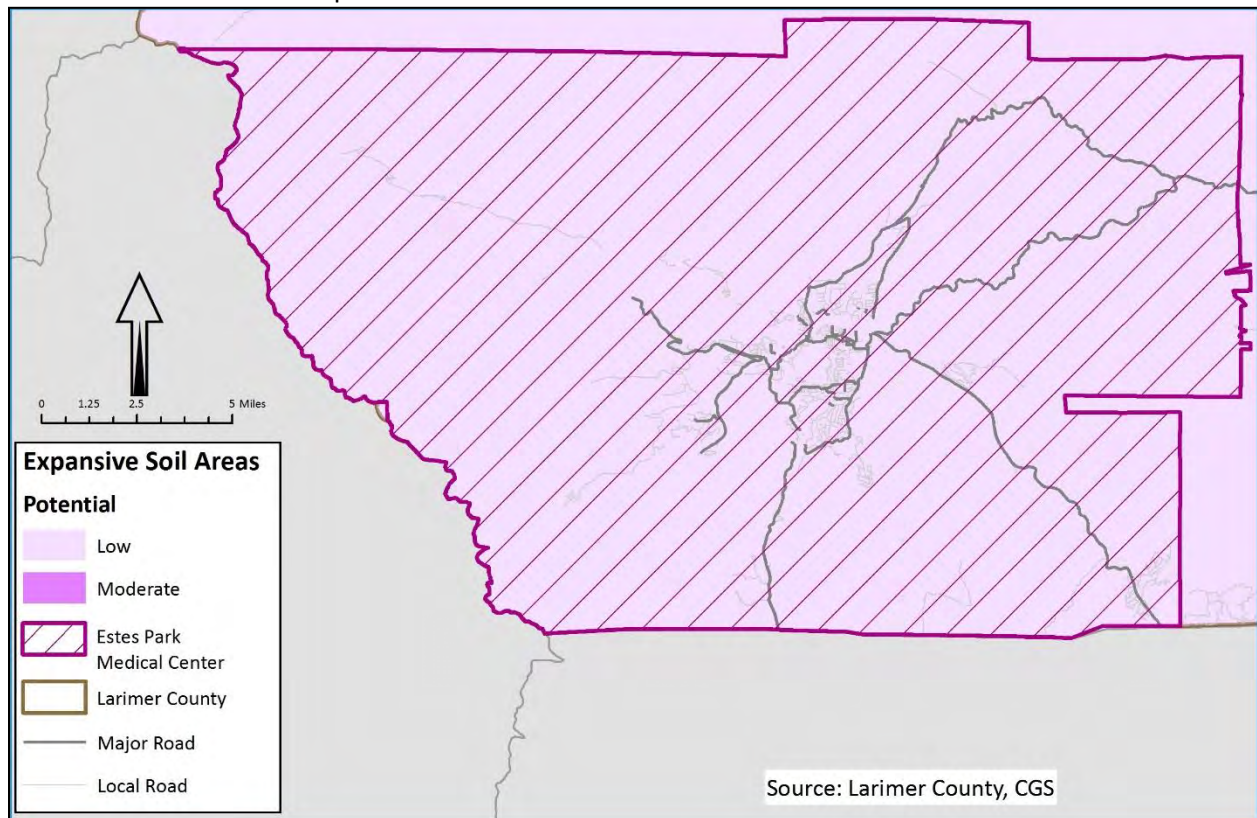 0 1.25 2.5 5 Miles
Expansive Soil Areas
Potential
Low
Moderate
Estes Park
Medical Center
Larimer County
Major Road
Local Road
Source: Larimer County, CGS